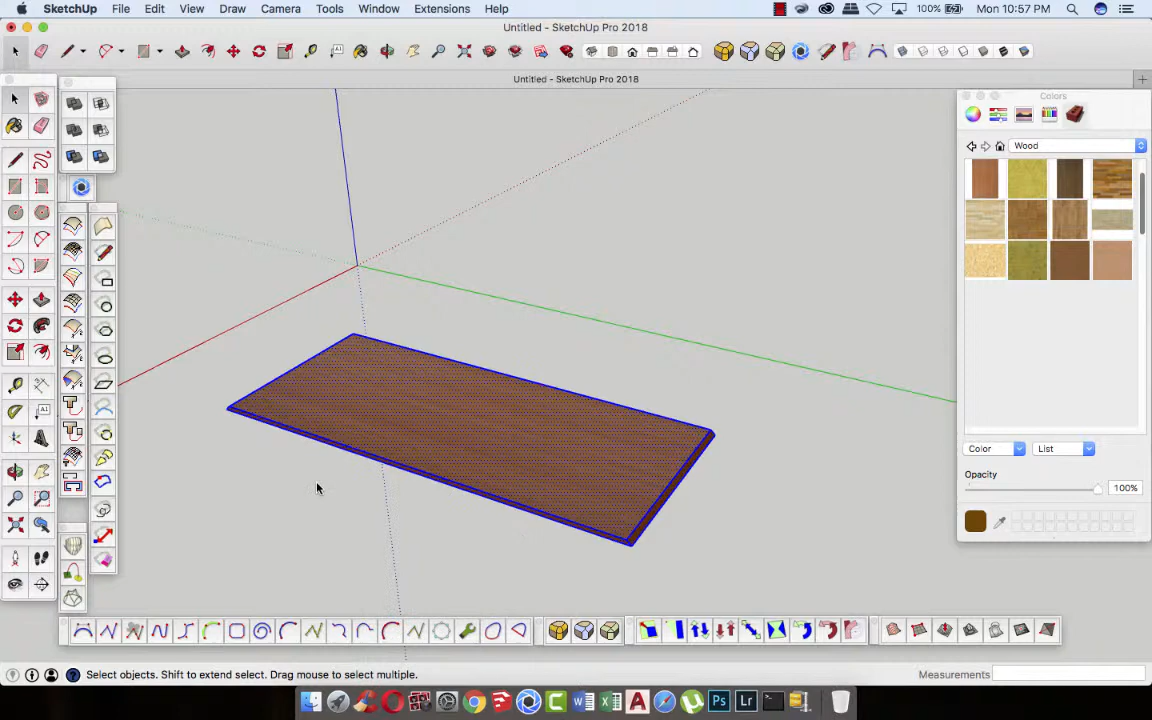 SketchUp File Edit View Draw Camera Tools Window Extensions Help
100% Mon 10:57 PM
Untitled - SketchUp Pro 2018
Untitled - SketchUp Pro 2018
Colors
Wood
Color List
Opacity
100%
Select objects. Shift to extend select. Drag mouse to select multiple.
Measurements
W A Ps Lr